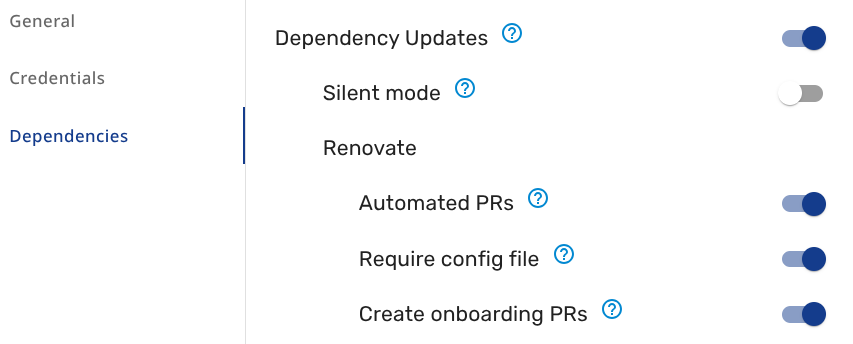 General
Credentials
Dependencies
Dependency Updates ?
Silent mode ?
Renovate
Automated PRs ?
Require config file ?
Create onboarding PRs ?